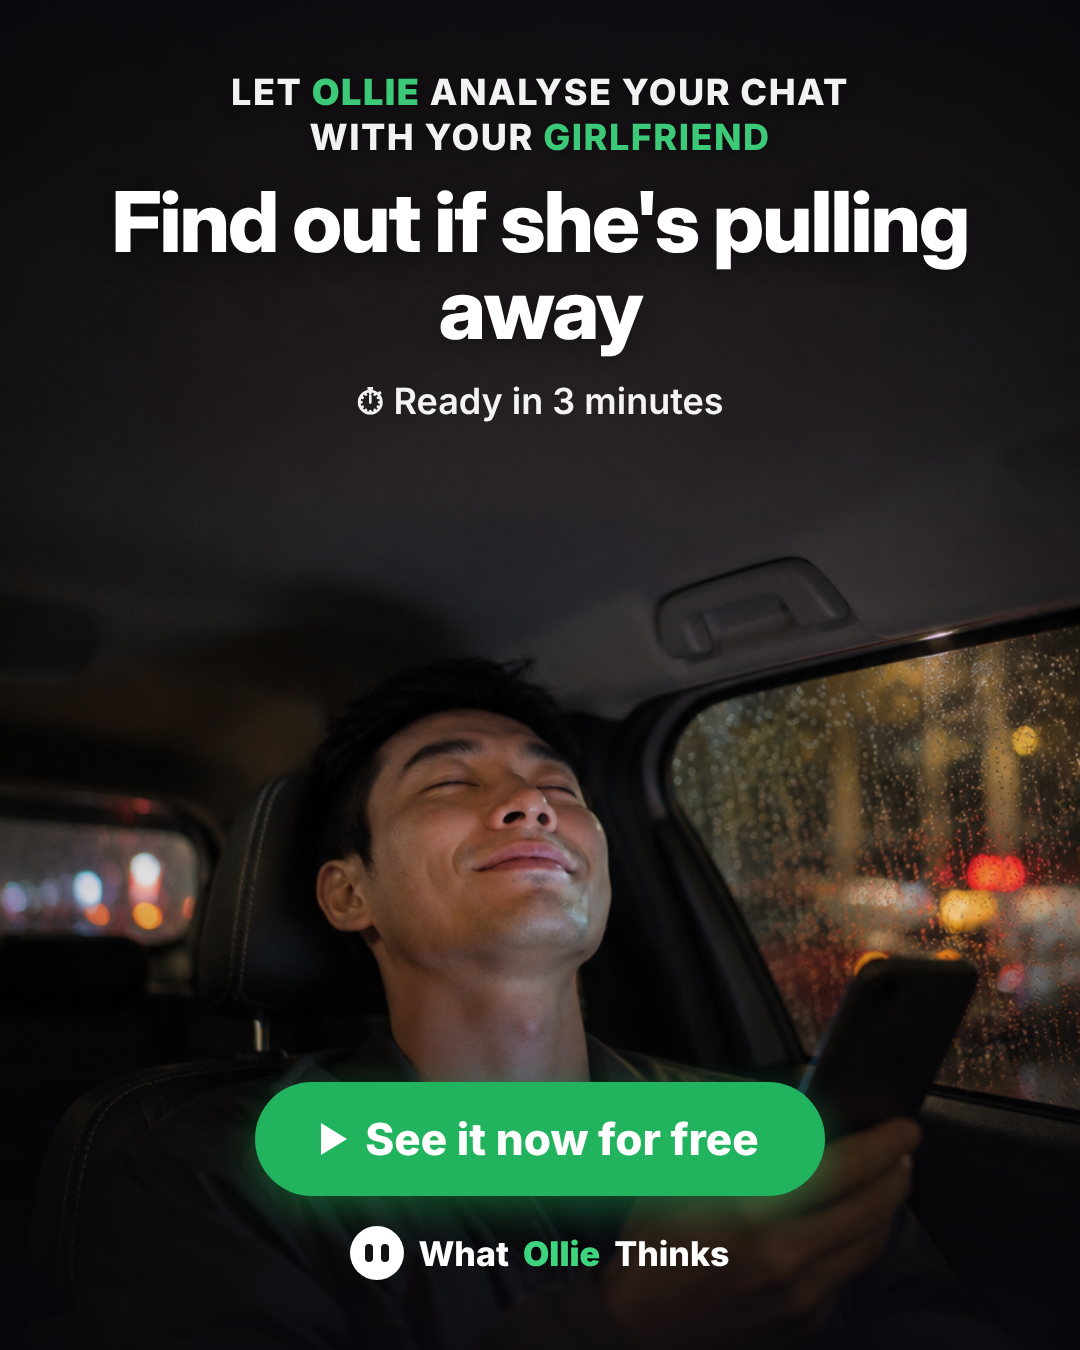 LET OLLIE ANALYSE YOUR CHAT
WITH YOUR GIRLFRIEND
Find out if she's pulling
away
⏱ Ready in 3 minutes
▶ See it now for free
What Ollie Thinks